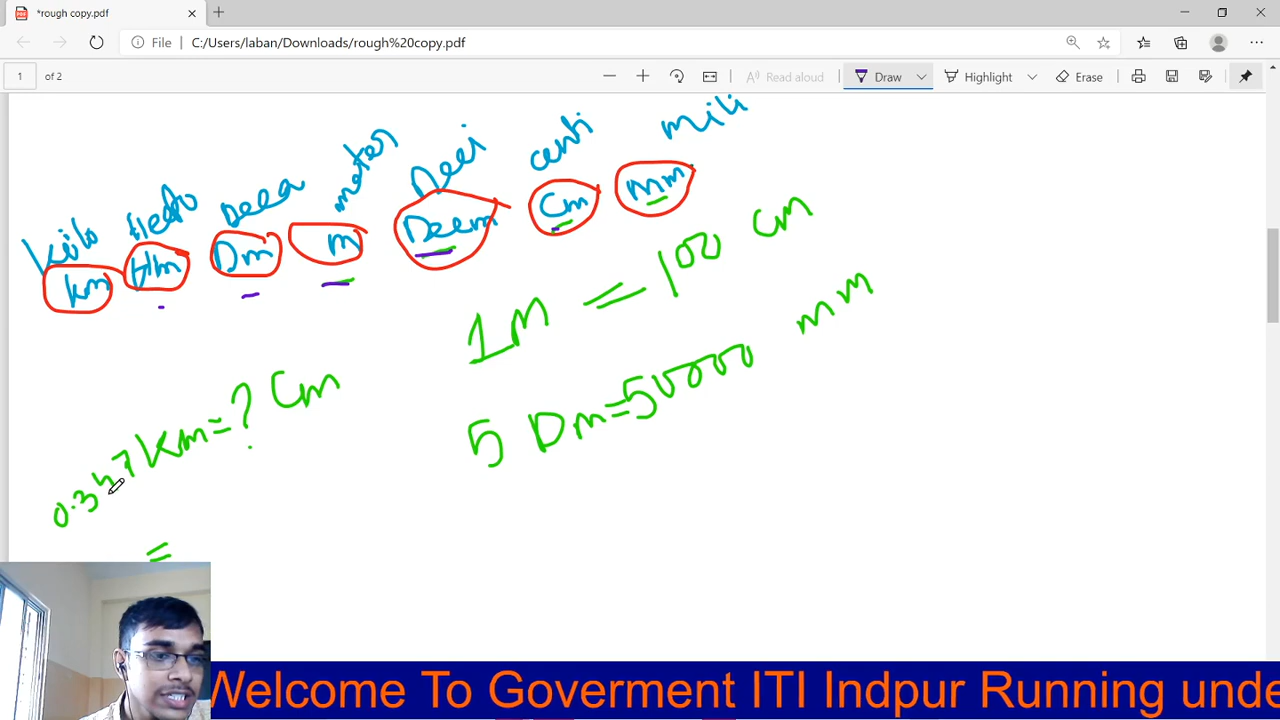 *rough copy.pdf
File C:/Users/laban/Downloads/rough%20copy.pdf
1 of 2 Read aloud Draw Highlight Erase
kilo Hecto Deca meter Deci centi mili
km Hm Dm m Decm Cm Mm
1M = 100 cm
5 Dm=50000 mm
0.347 Km=? Cm
=
Welcome To Goverment ITI Indpur Running unde